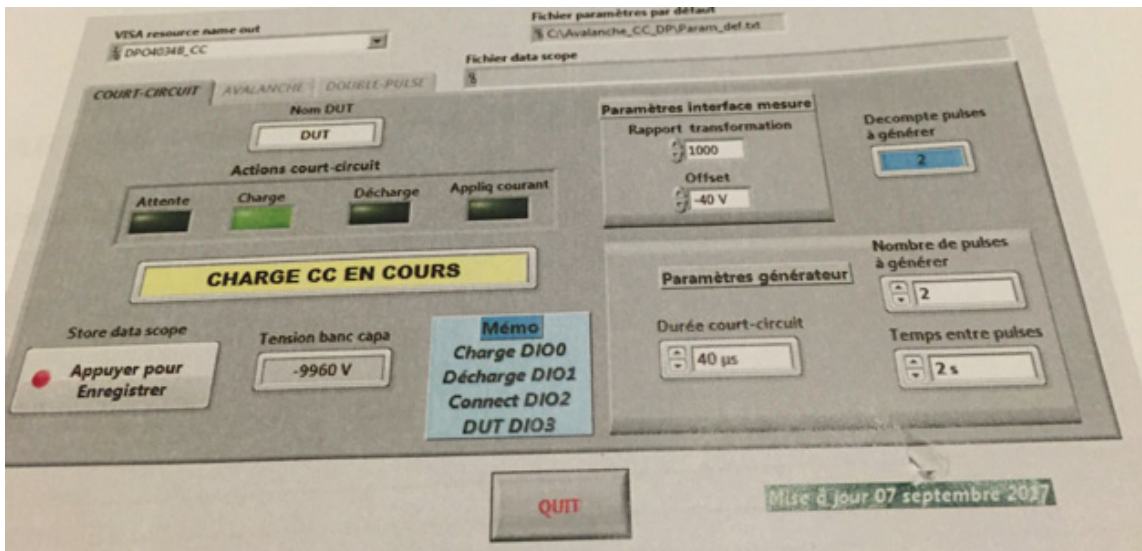 VISA resource name out
DPO4034B_CC
Fichier paramètres par défaut
C:\Avalanche_CC_DP\Param_def.txt
Fichier data scope
COURT-CIRCUIT
AVALANCHE
DOUBLE-PULSE
Nom DUT
DUT
Actions court-circuit
Attente
Charge
Décharge
Appliq courant
CHARGE CC EN COURS
Store data scope
Appuyer pour
Enregistrer
Tension banc capa
-9960 V
Mémo
Charge DIO0
Décharge DIO1
Connect DIO2
DUT DIO3
Paramètres interface mesure
Rapport transformation
1000
Offset
-40 V
Decompte pulses
à générer
2
Paramètres générateur
Durée court-circuit
40 µs
Nombre de pulses
à générer
2
Temps entre pulses
2 s
QUIT
Mise à jour 07 septembre 2017